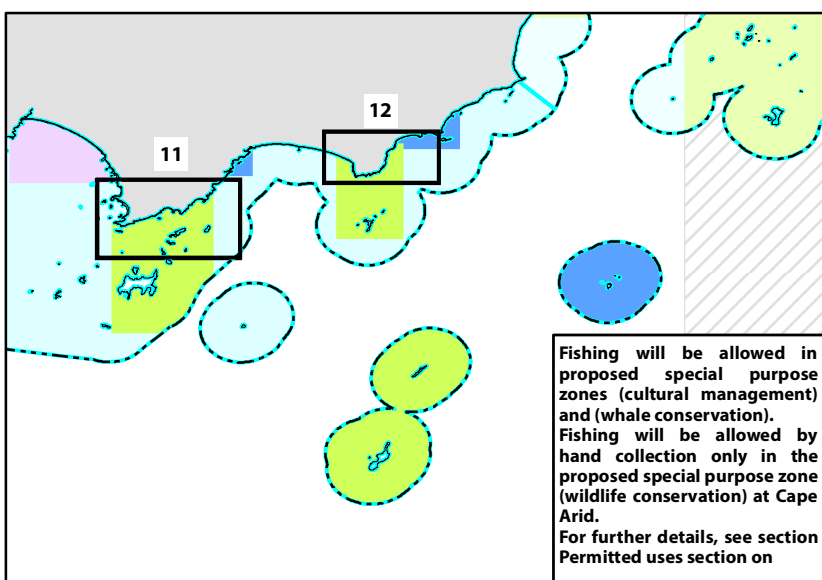 12
11
Fishing will be allowed in
proposed special purpose
zones (cultural management)
and (whale conservation).
Fishing will be allowed by
hand collection only in the
proposed special purpose zone
(wildlife conservation) at Cape
Arid.
For further details, see section
Permitted uses section on